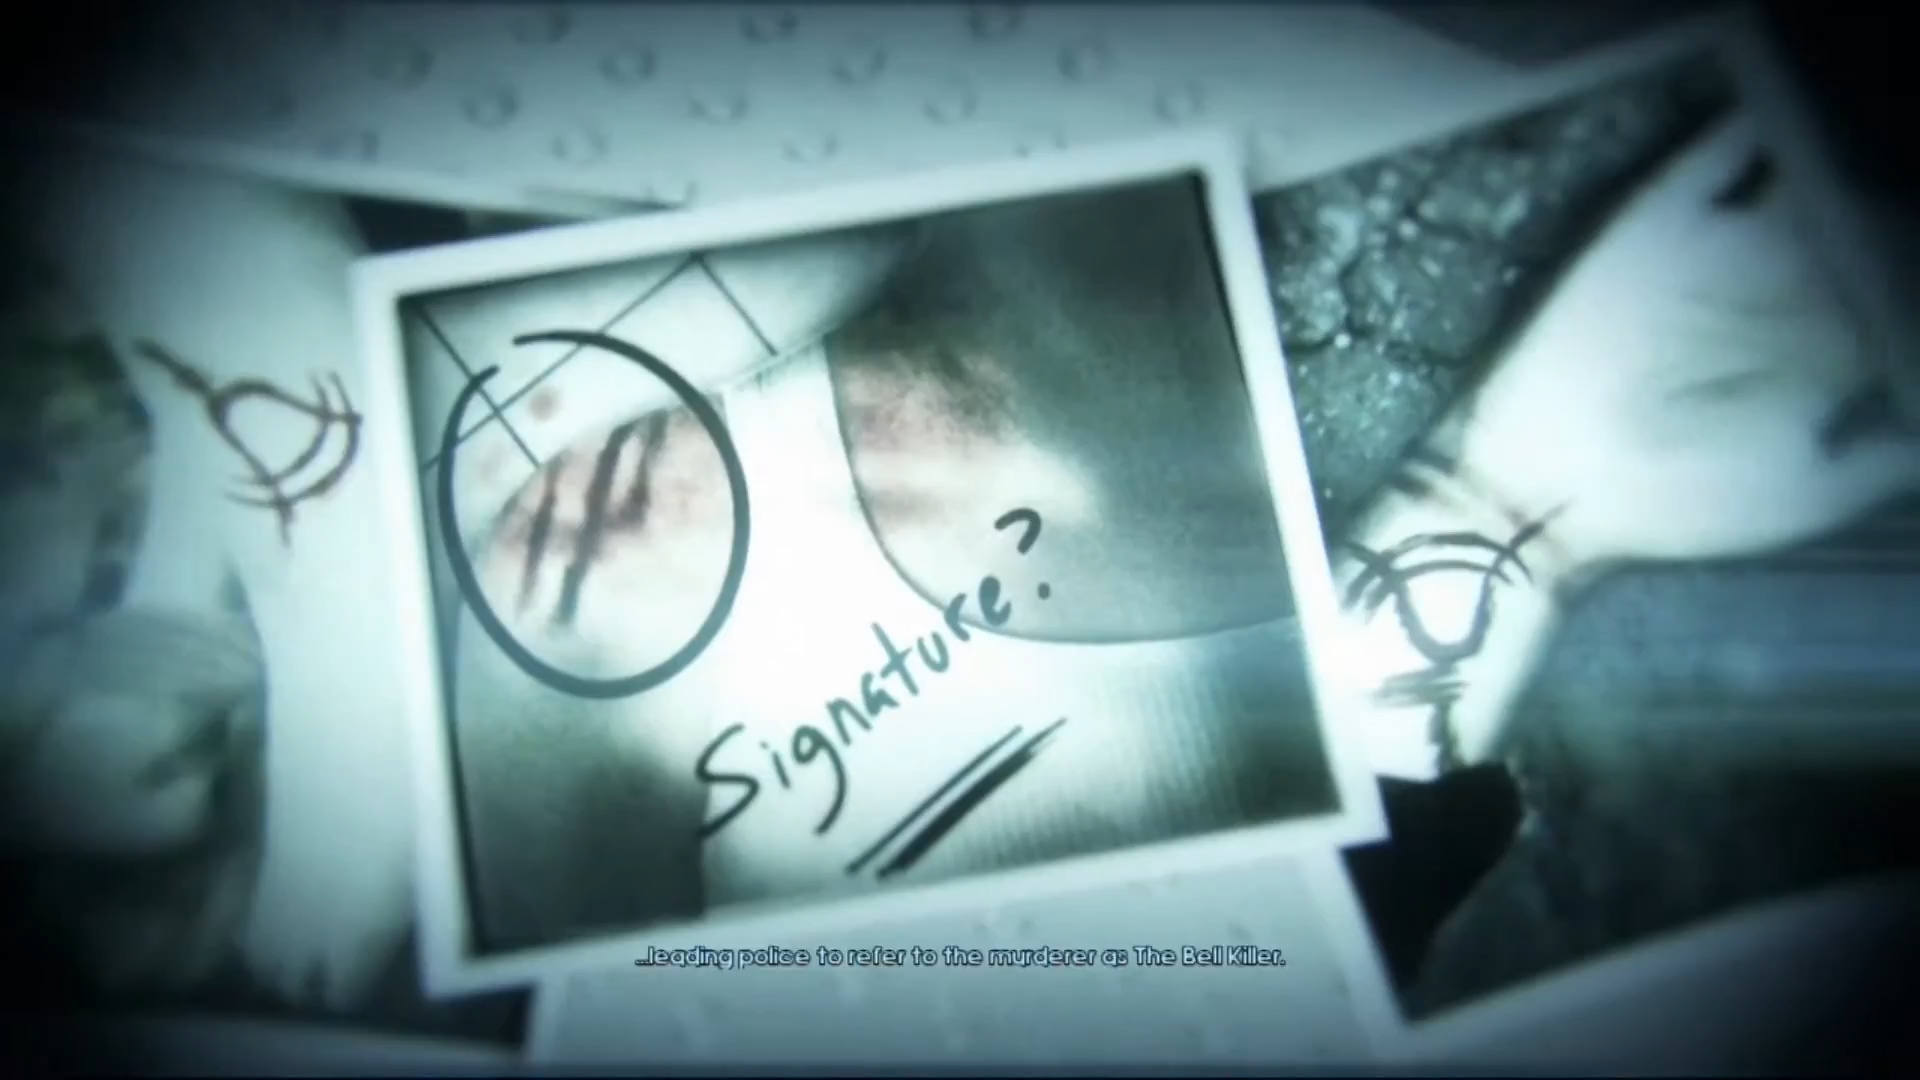 Signature?
...leading police to refer to the murderer as The Bell Killer.